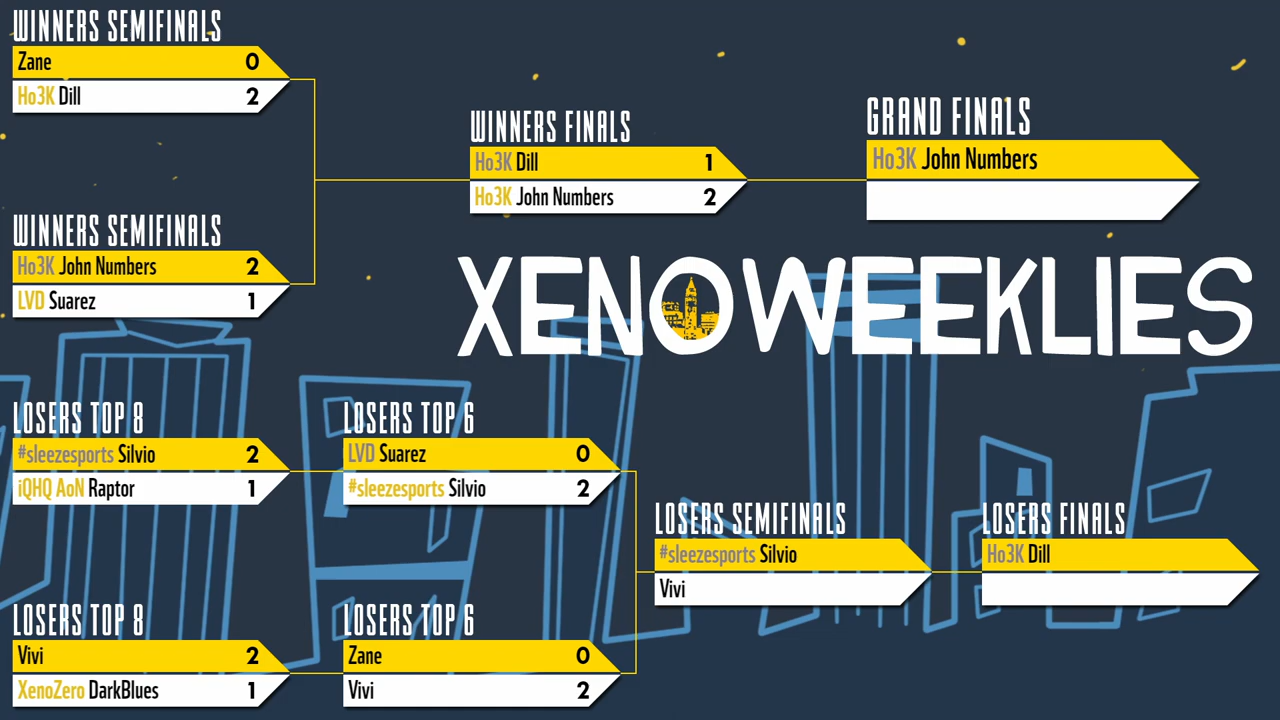 WINNERS SEMIFINALS
Zane 0
Ho3K Dill 2
WINNERS SEMIFINALS
Ho3K John Numbers 2
LVD Suarez 1
WINNERS FINALS
Ho3K Dill 1
Ho3K John Numbers 2
GRAND FINALS
Ho3K John Numbers
XENOWEEKLIES
LOSERS TOP 8
#sleezesports Silvio 2
iQHQ AoN Raptor 1
LOSERS TOP 6
LVD Suarez 0
#sleezesports Silvio 2
LOSERS TOP 8
Vivi 2
XenoZero DarkBlues 1
LOSERS TOP 6
Zane 0
Vivi 2
LOSERS SEMIFINALS
#sleezesports Silvio
Vivi
LOSERS FINALS
Ho3K Dill